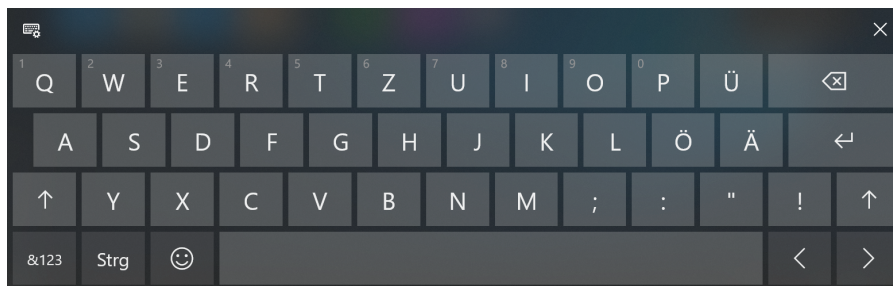 1 2 3 4 5 6 7 8 9 0
Q W E R T Z U I O P Ü
A S D F G H J K L Ö Ä
Y X C V B N M ; : " !
&123 Strg